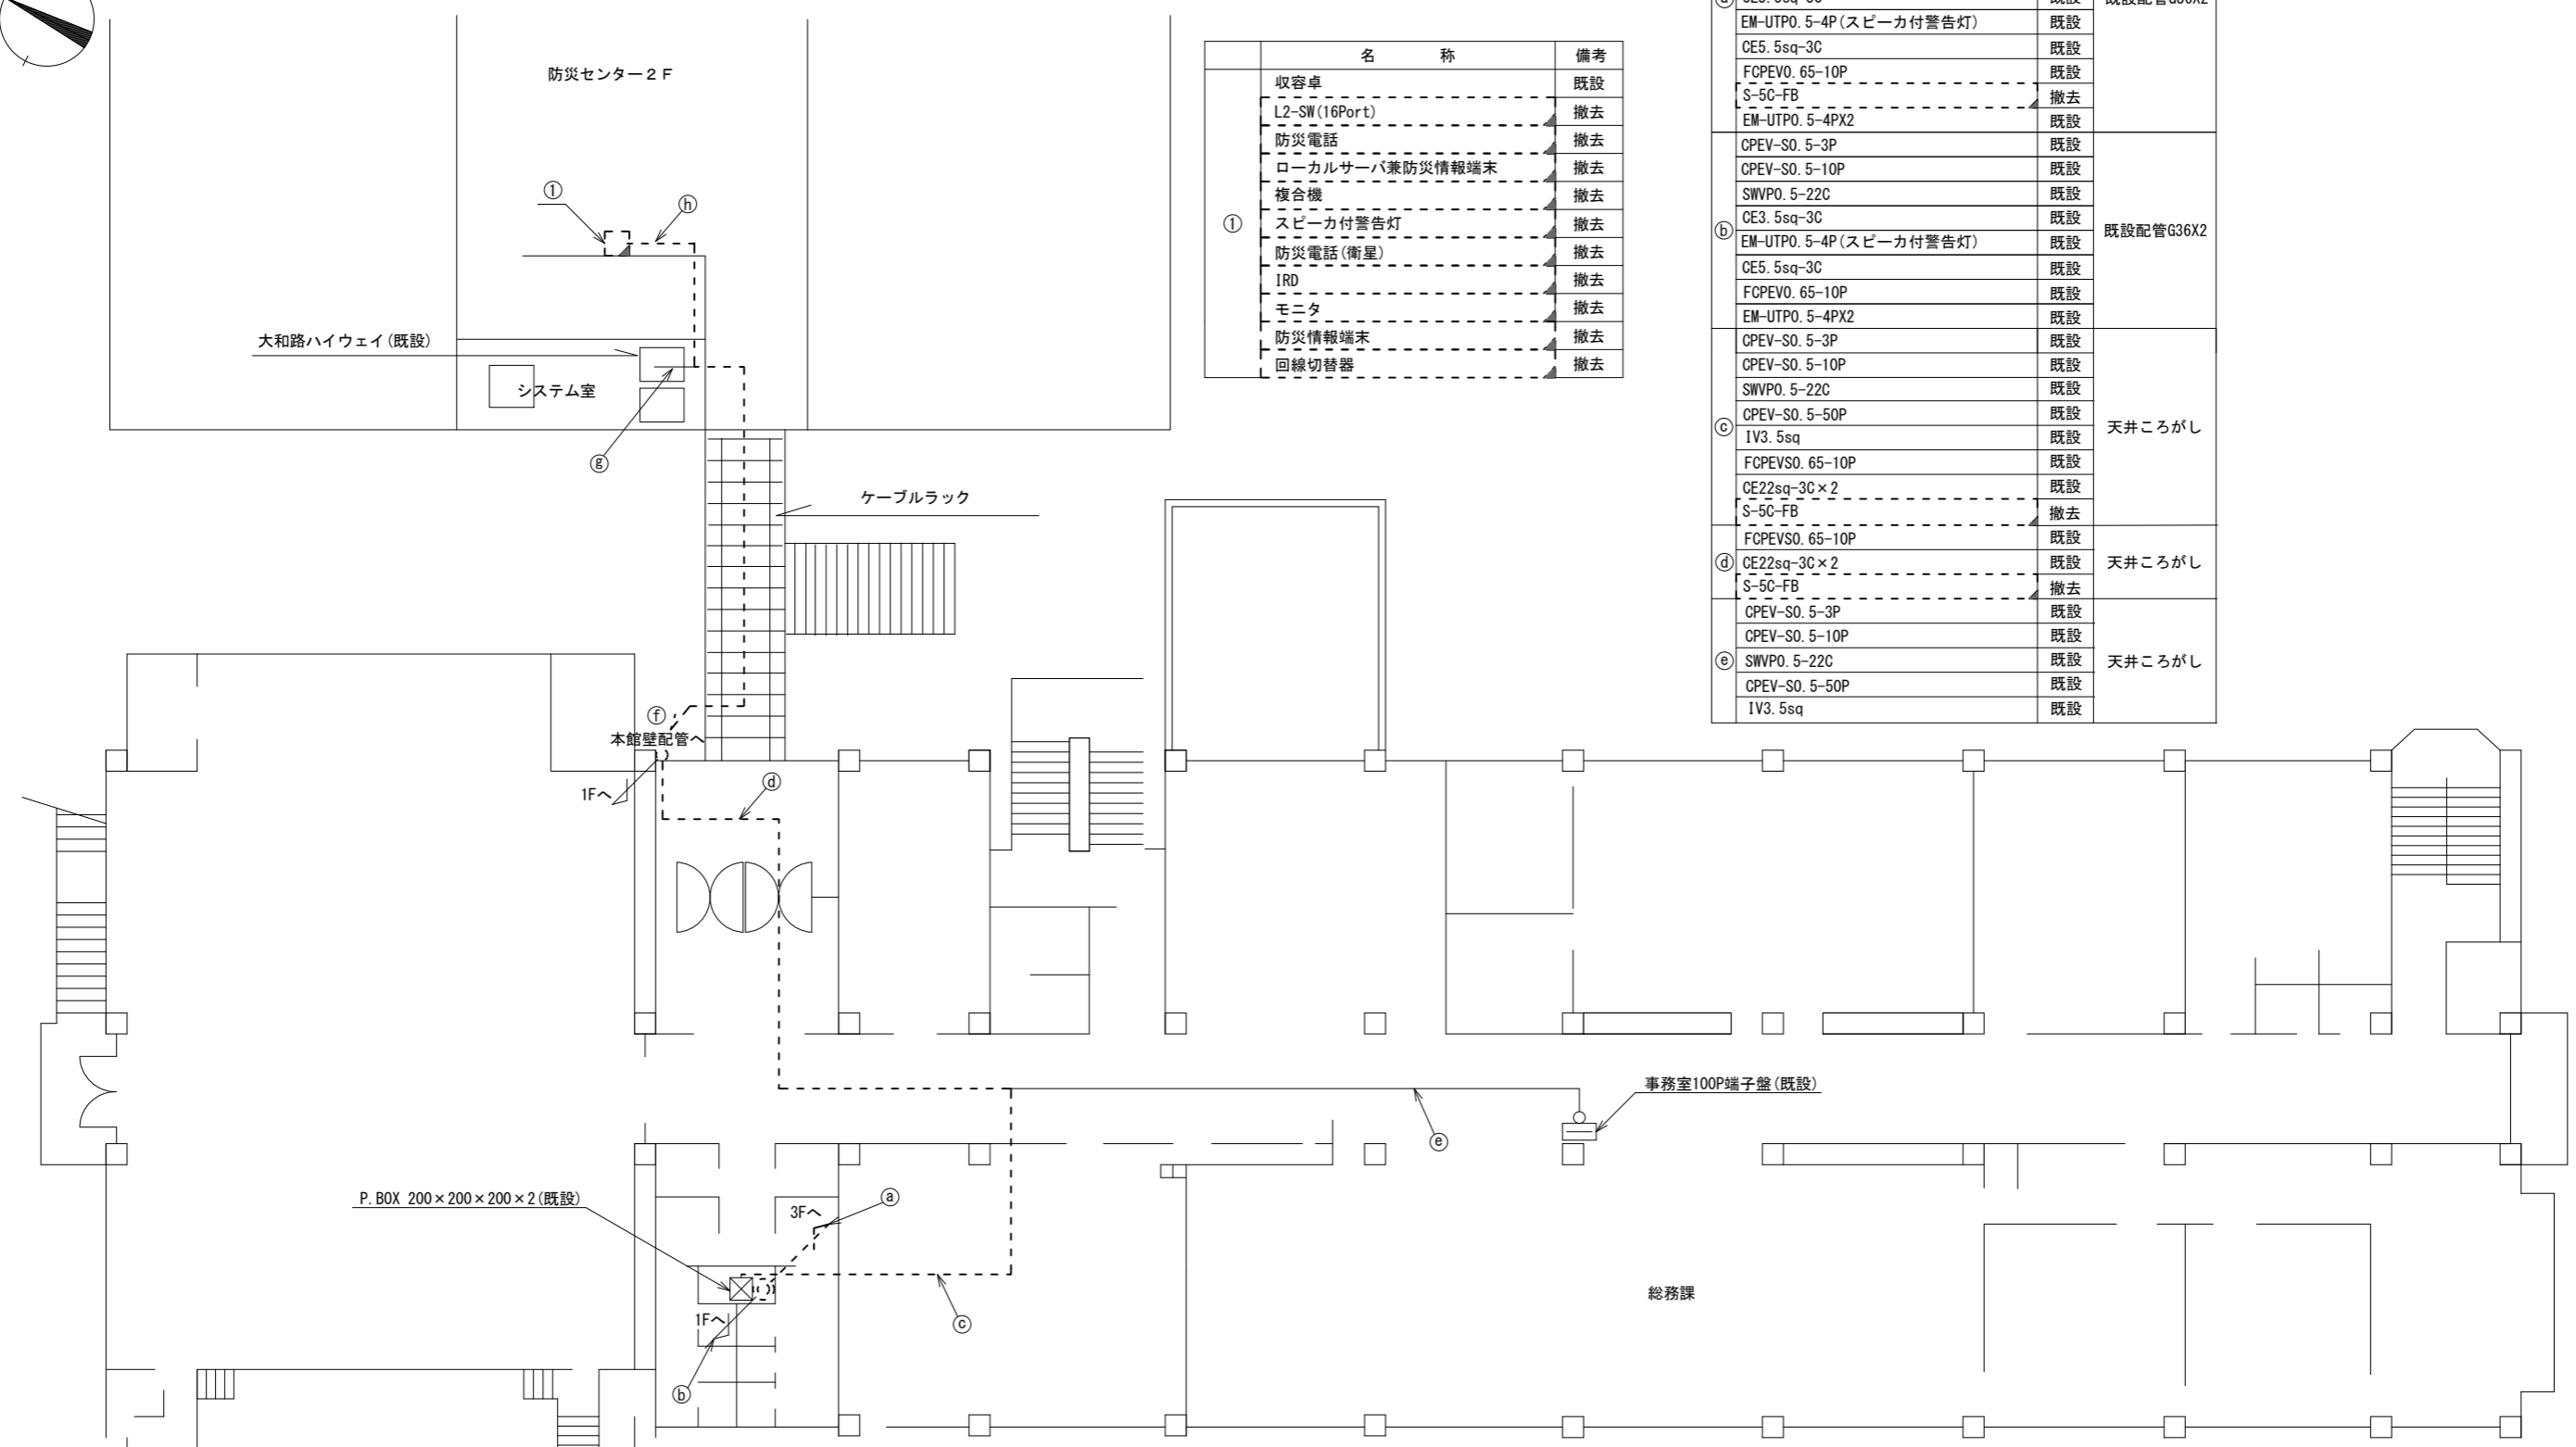 防災センター２Ｆ
①
ⓗ
大和路ハイウェイ(既設)
システム室
ⓖ
ケーブルラック
ⓕ
本館壁配管へ
1Fへ
ⓓ
事務室100P端子盤(既設)
ⓔ
P.BOX 200×200×200×2(既設)
3Fへ
ⓐ
ⓒ
1Fへ
ⓑ
総務課
名 称 備考
① 収容卓 既設
L2-SW(16Port) 撤去
防災電話 撤去
ローカルサーバ兼防災情報端末 撤去
複合機 撤去
スピーカ付警告灯 撤去
防災電話(衛星) 撤去
IRD 撤去
モニタ 撤去
防災情報端末 撤去
回線切替器 撤去
ⓐ 既設 既設配管G36X2
EM-UTP0.5-4P(スピーカ付警告灯) 既設
CE5.5sq-3C 既設
FCPEV0.65-10P 既設
S-5C-FB 撤去
EM-UTP0.5-4PX2 既設
ⓑ CPEV-S0.5-3P 既設 既設配管G36X2
CPEV-S0.5-10P 既設
SWVP0.5-22C 既設
CE3.5sq-3C 既設
EM-UTP0.5-4P(スピーカ付警告灯) 既設
CE5.5sq-3C 既設
FCPEV0.65-10P 既設
EM-UTP0.5-4PX2 既設
ⓒ CPEV-S0.5-3P 既設 天井ころがし
CPEV-S0.5-10P 既設
SWVP0.5-22C 既設
CPEV-S0.5-50P 既設
IV3.5sq 既設
FCPEVS0.65-10P 既設
CE22sq-3C×2 既設
S-5C-FB 撤去
ⓓ FCPEVS0.65-10P 既設 天井ころがし
CE22sq-3C×2 既設
S-5C-FB 撤去
ⓔ CPEV-S0.5-3P 既設 天井ころがし
CPEV-S0.5-10P 既設
SWVP0.5-22C 既設
CPEV-S0.5-50P 既設
IV3.5sq 既設